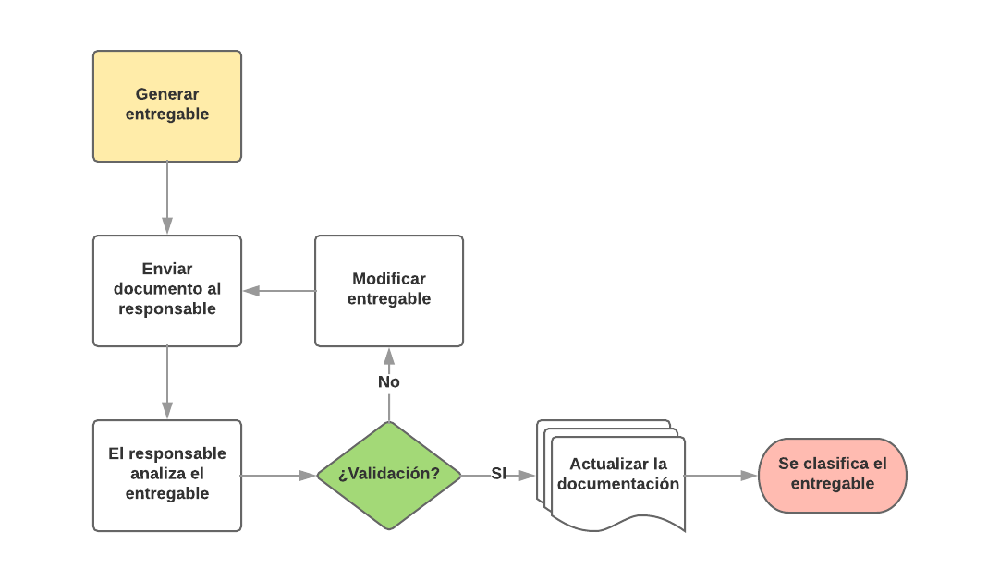 Generar
entregable
Enviar
documento al
responsable
Modificar
entregable
No
El responsable
analiza el
entregable
¿Validación?
SI
Actualizar la
documentación
Se clasifica el
entregable